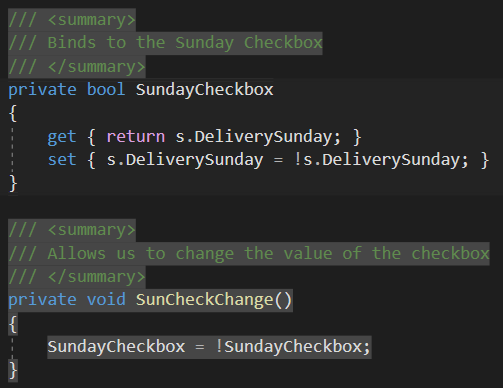 /// <summary>
/// Binds to the Sunday Checkbox
/// </summary>
private bool SundayCheckbox
{
get { return s.DeliverySunday; }
set { s.DeliverySunday = !s.DeliverySunday; }
}
/// <summary>
/// Allows us to change the value of the checkbox
/// </summary>
private void SunCheckChange()
{
SundayCheckbox = !SundayCheckbox;
}